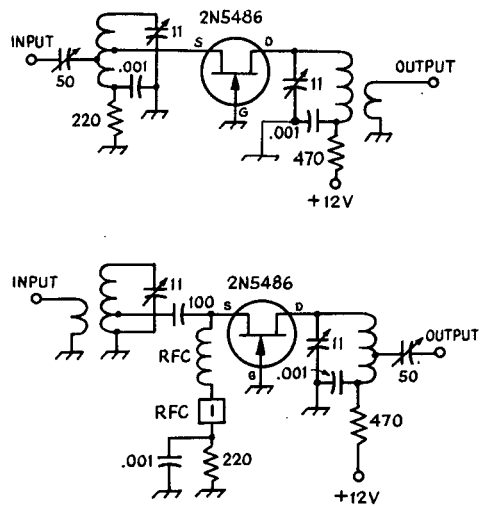 2N5486
INPUT
11
S
D
50
.001
11
OUTPUT
220
G
.001
470
+12V
INPUT
11
2N5486
100
S
D
RFC
11
OUTPUT
.001
50
G
RFC
1
470
.001
220
+12V